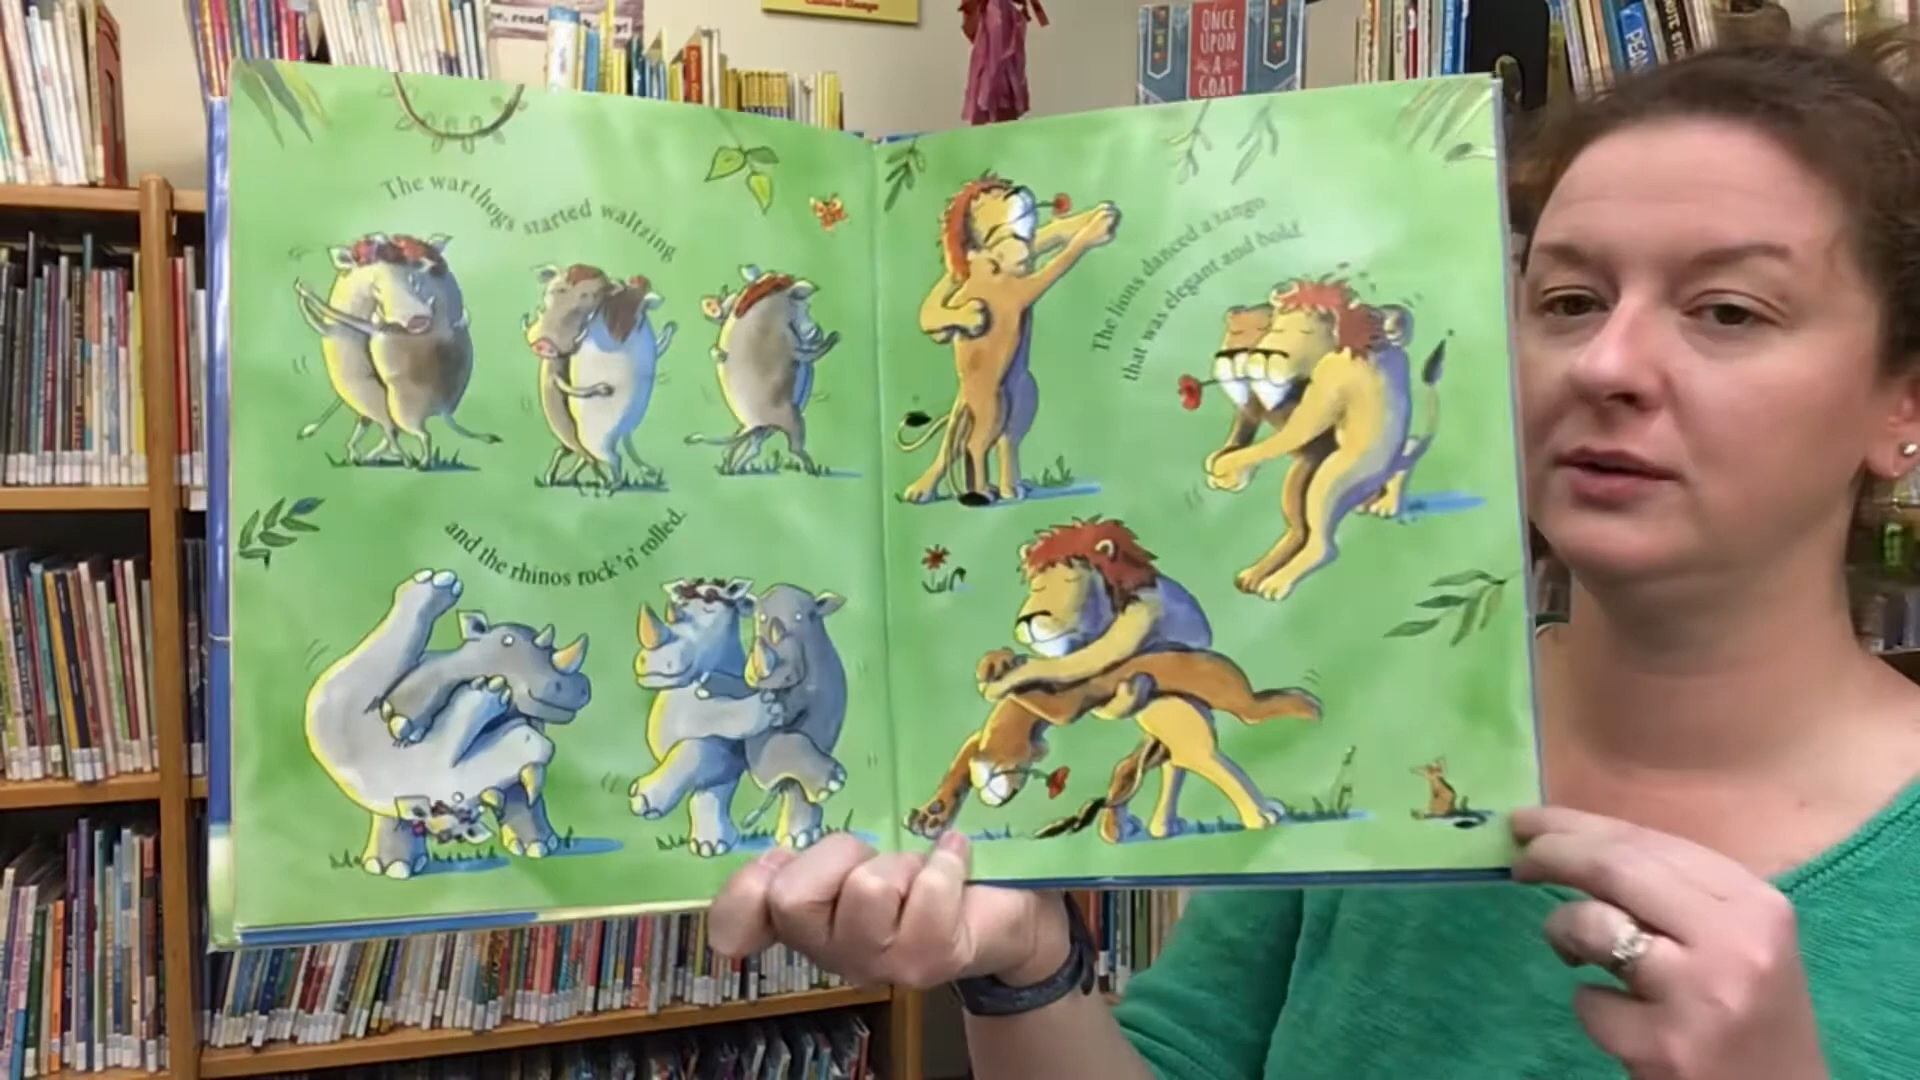 ONCE
UPON
A
GOAT
The warthogs started waltzing
and the rhinos rock 'n' rolled.
The lions danced a tango
that was elegant and bold.